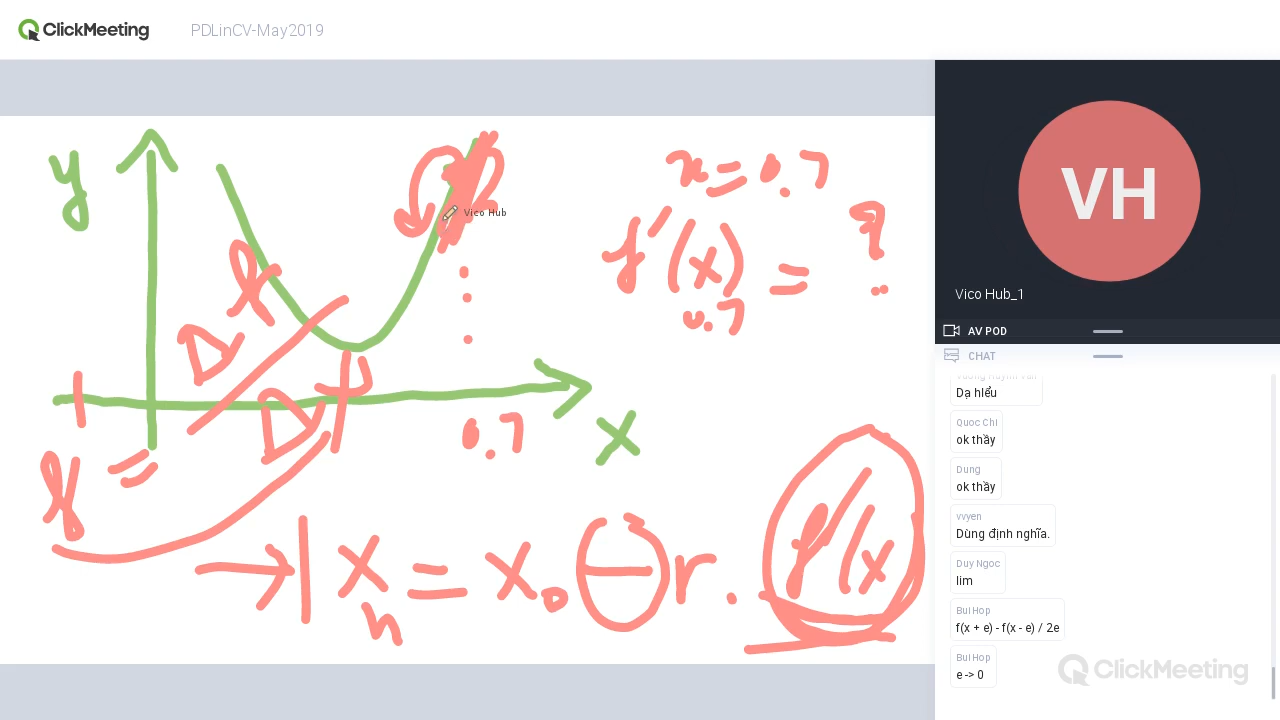 ClickMeeting PDLinCV-May2019
y
x = 0.7
f'(x) = ?
0.7
Vico Hub
0.7
x
x
n
= x
0
- r . f'(x
VH
Vico Hub_1
AV POD
CHAT
Dạ hiểu
Quoc Chi
ok thầy
Dung
ok thầy
vvyen
Dùng định nghĩa.
Duy Ngoc
lim
Bui Hop
f(x + e) - f(x - e) / 2e
Bui Hop
e -> 0
ClickMeeting